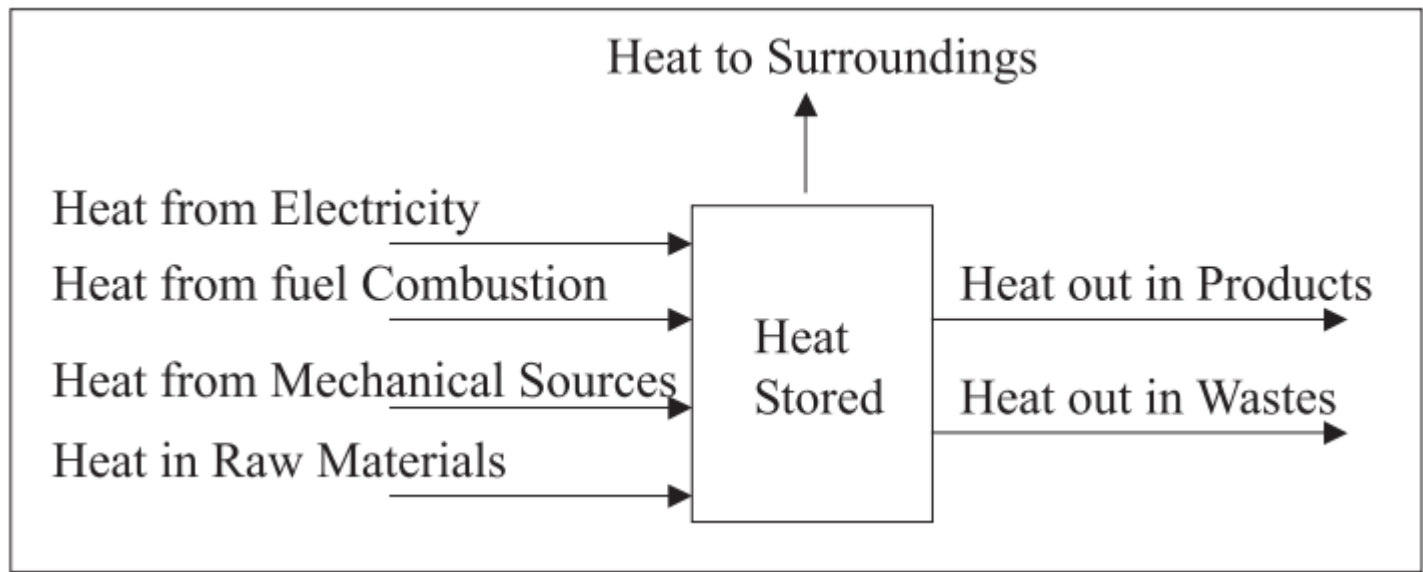 Heat to Surroundings
Heat from Electricity
Heat from fuel Combustion
Heat from Mechanical Sources
Heat in Raw Materials
Heat
Stored
Heat out in Products
Heat out in Wastes